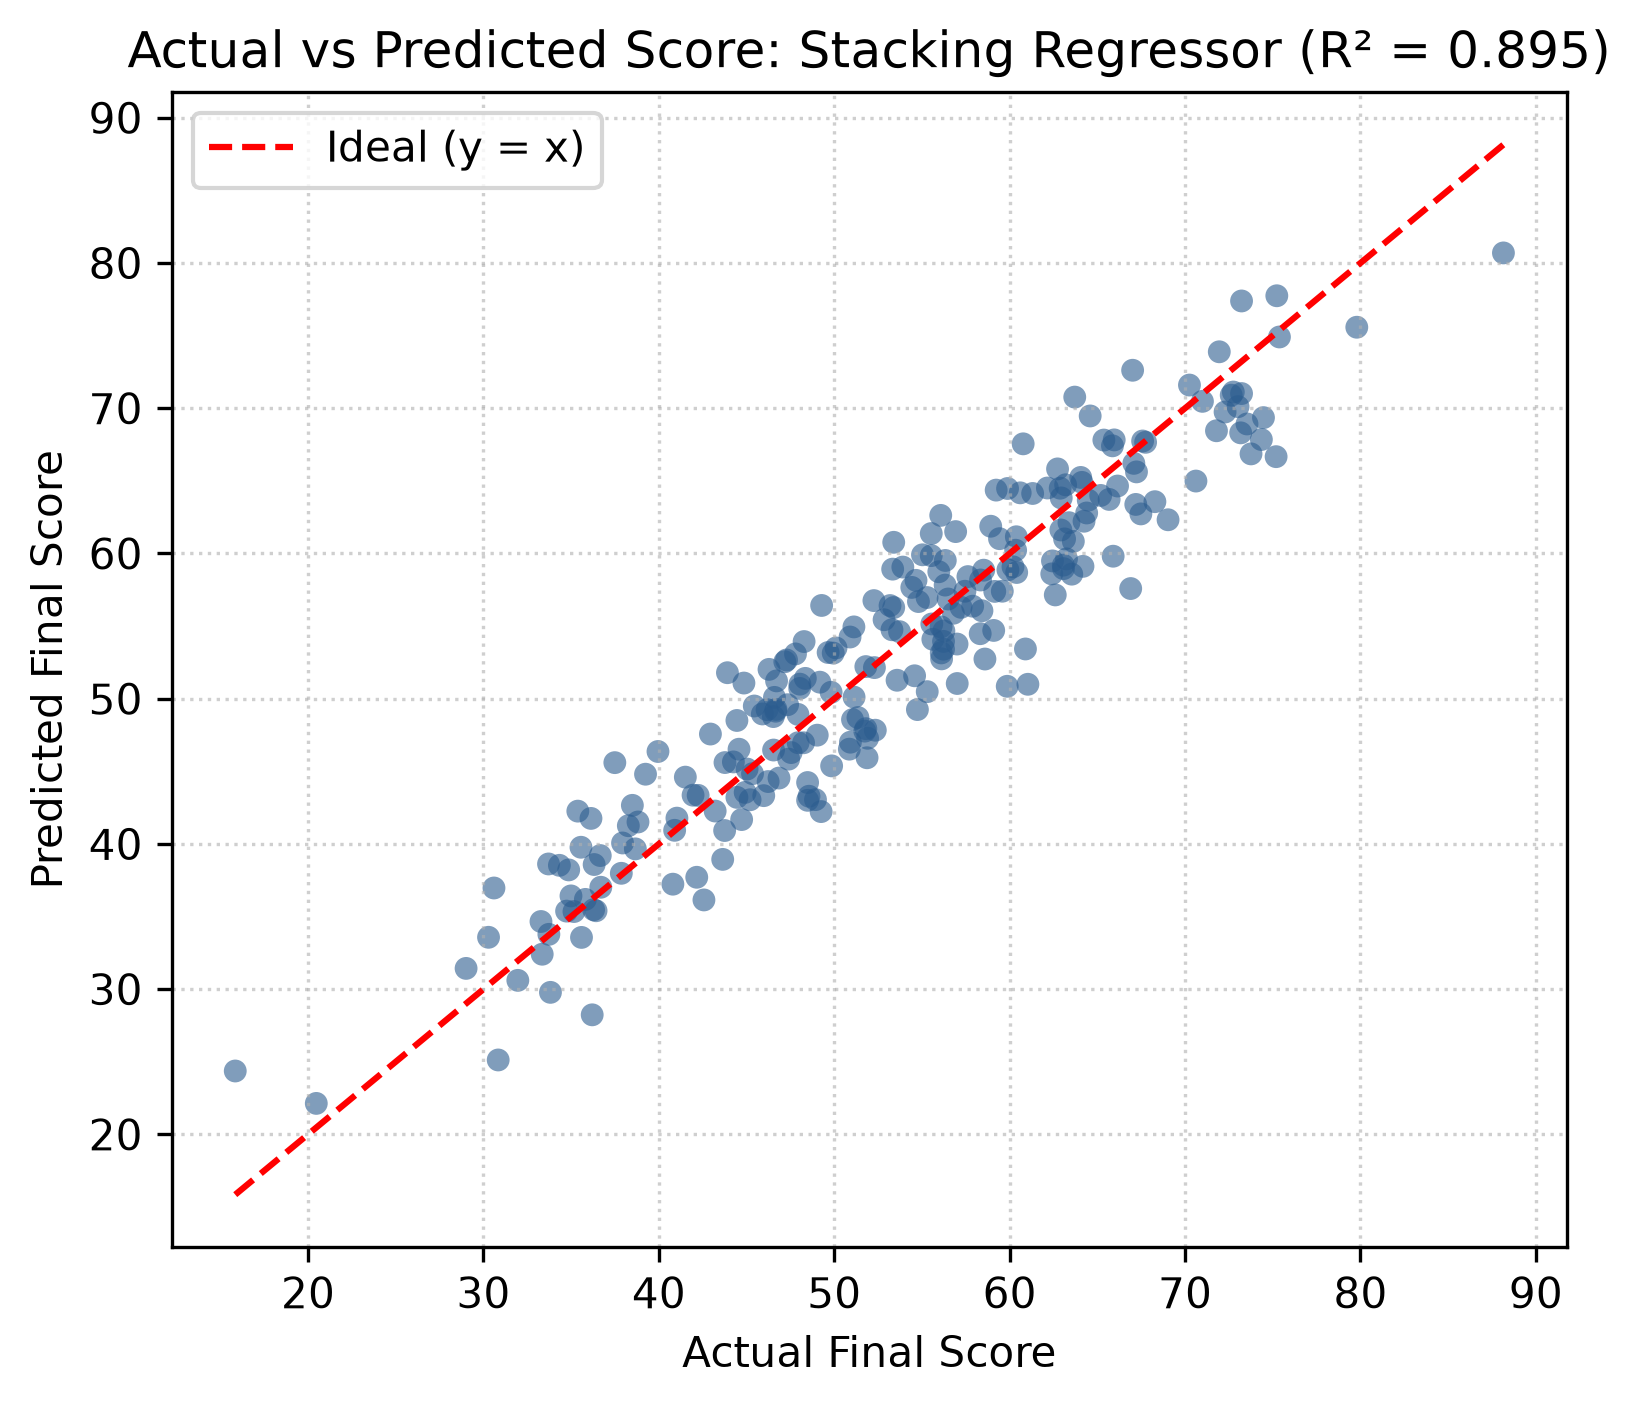 Actual vs Predicted Score: Stacking Regressor (R² = 0.895)
Ideal (y = x)
90
80
70
60
50
40
30
20
Predicted Final Score
20 30 40 50 60 70 80 90
Actual Final Score